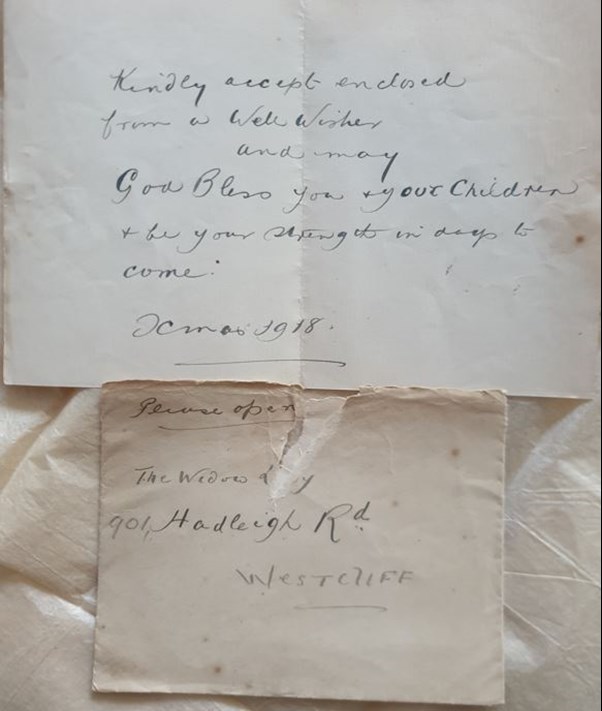 Kindly accept enclosed
from a Well Wisher
and may
God Bless you & your Children
& be your strength in days to
come.
Xmas 1918.
Please open
The Widow
901, Hadleigh Rd
WESTCLIFF